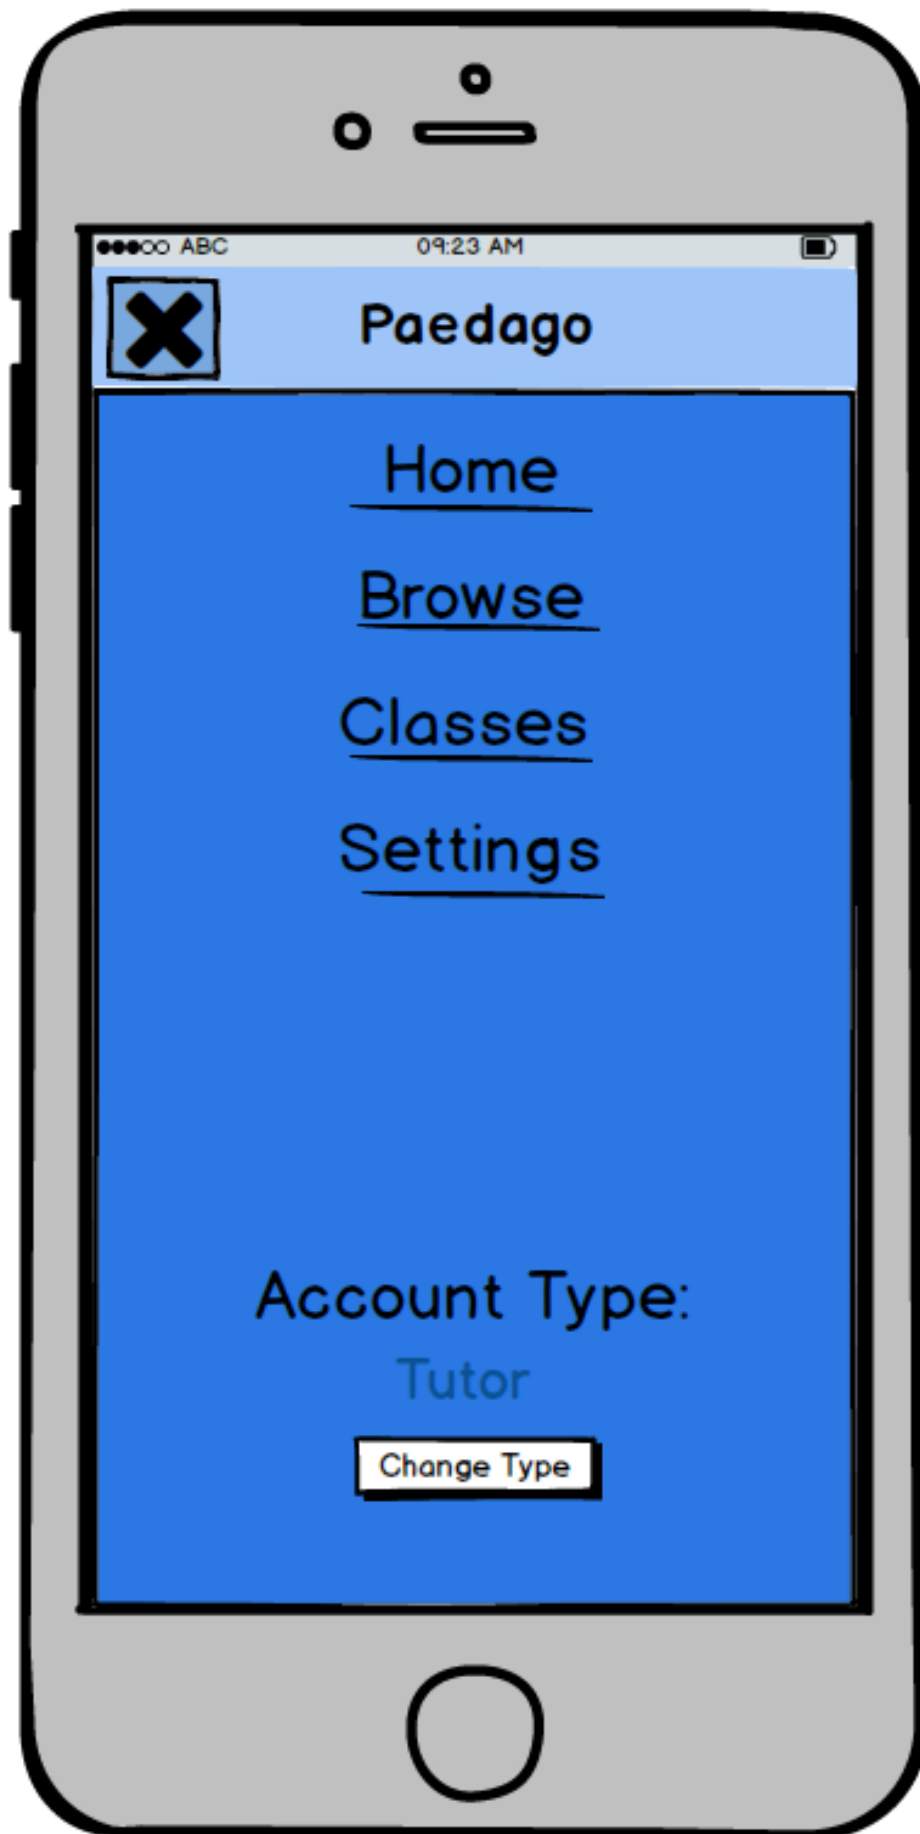 ABC 09:23 AM
Paedago
Home
Browse
Classes
Settings
Account Type:
Tutor
Change Type